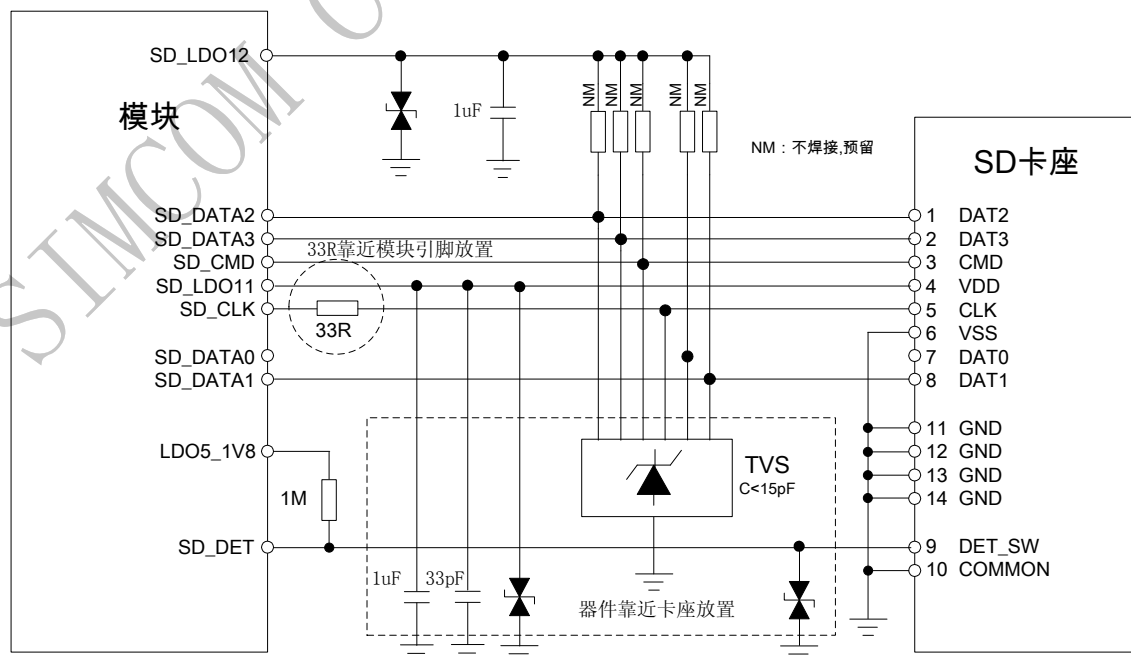 SIMCOM
模块
SD_LDO12
SD_DATA2
SD_DATA3
SD_CMD
SD_LDO11
SD_CLK
SD_DATA0
SD_DATA1
LDO5_1V8
SD_DET
1uF
NM
NM
NM
NM
NM
NM：不焊接,预留
33R靠近模块引脚放置
33R
1M
1uF
33pF
TVS
C<15pF
器件靠近卡座放置
SD卡座
1 DAT2
2 DAT3
3 CMD
4 VDD
5 CLK
6 VSS
7 DAT0
8 DAT1
11 GND
12 GND
13 GND
14 GND
9 DET_SW
10 COMMON